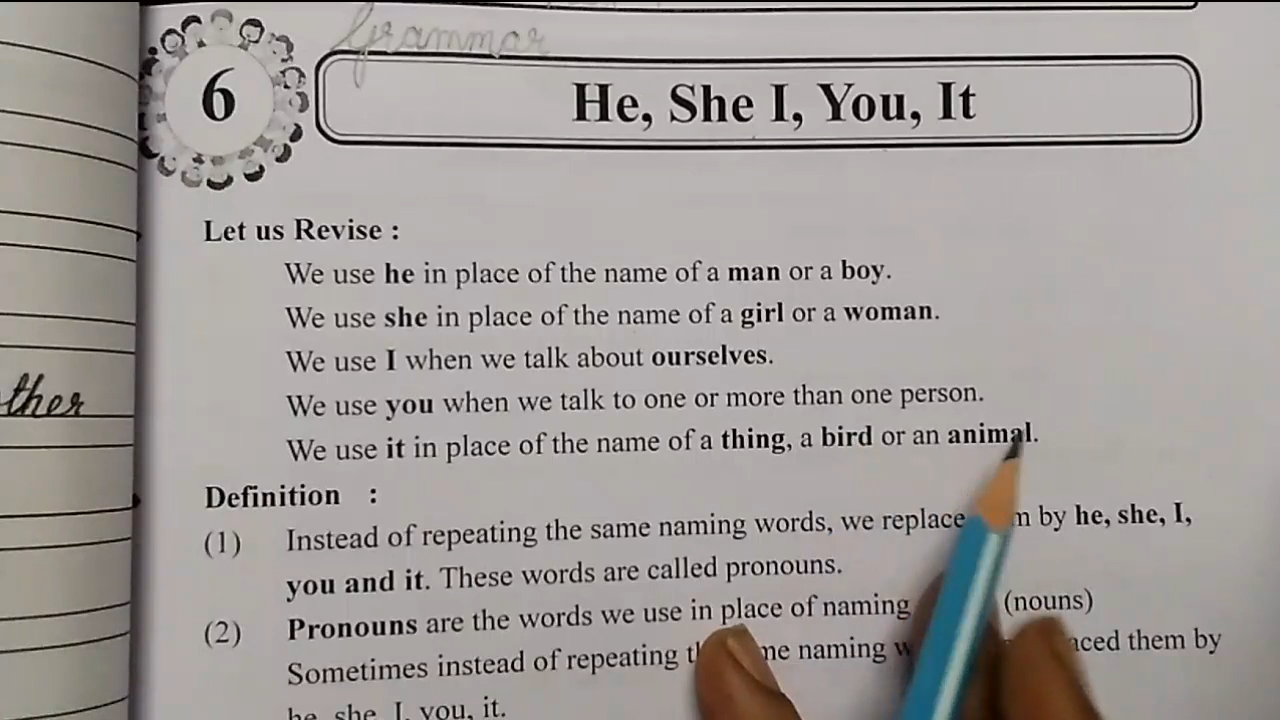 Grammar
6
He, She I, You, It
Let us Revise :
We use he in place of the name of a man or a boy.
We use she in place of the name of a girl or a woman.
We use I when we talk about ourselves.
We use you when we talk to one or more than one person.
We use it in place of the name of a thing, a bird or an animal.
ther
Definition :
(1) Instead of repeating the same naming words, we replace by he, she, I,
you and it. These words are called pronouns.
(2) Pronouns are the words we use in place of naming (nouns)
Sometimes instead of repeating naming them by
he, she, I, you, it.